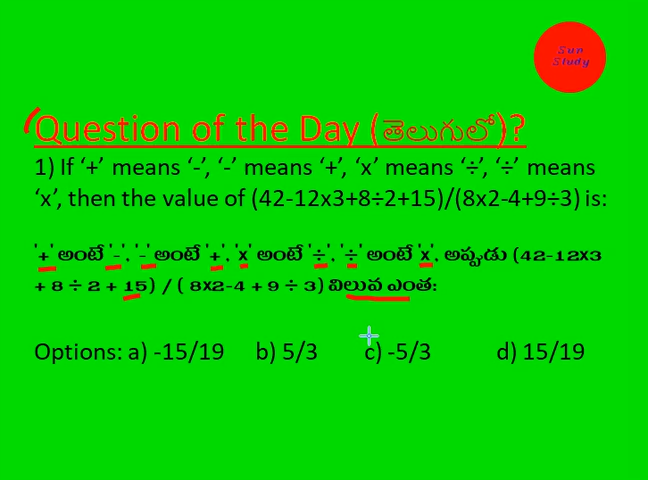 Sun
Study
Question of the Day (తెలుగులో)?
1) If ‘+’ means ‘-’, ‘-’ means ‘+’, ‘x’ means ‘÷’, ‘÷’ means
‘x’, then the value of (42-12x3+8÷2+15)/(8x2-4+9÷3) is:
'+' అంటే '-', '-' అంటే '+', 'x' అంటే '÷', '÷' అంటే 'x', అప్పుడు (42-12x3
+ 8 ÷ 2 + 15) / ( 8x2-4 + 9 ÷ 3) విలువ ఎంత:
Options: a) -15/19 b) 5/3 c) -5/3 d) 15/19